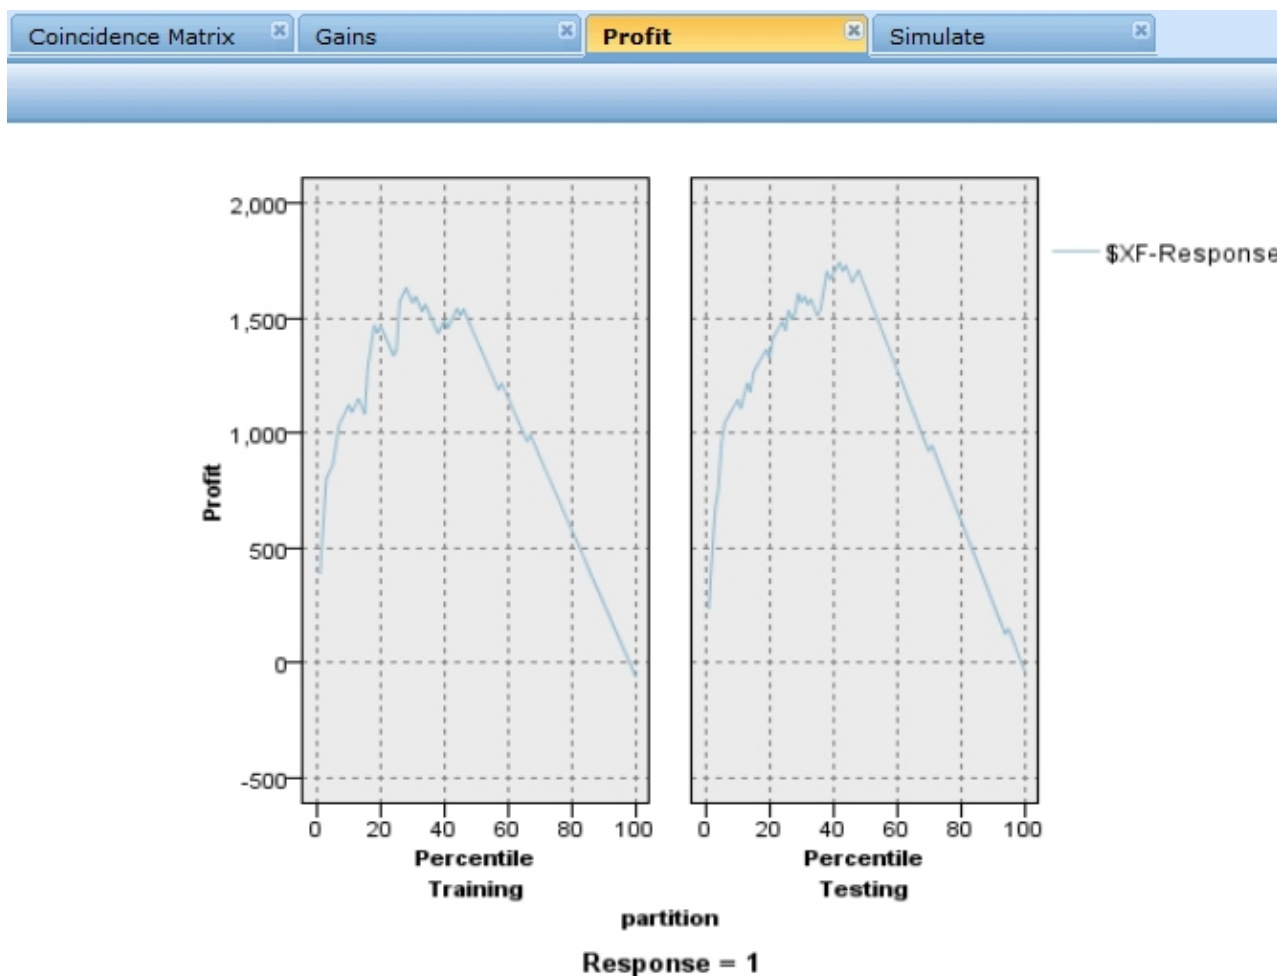 Coincidence Matrix Gains Profit Simulate
2,000
1,500
1,000
500
0
-500
Profit
$XF-Response
0 20 40 60 80 100 0 20 40 60 80 100
Percentile Percentile
Training Testing
partition
Response = 1